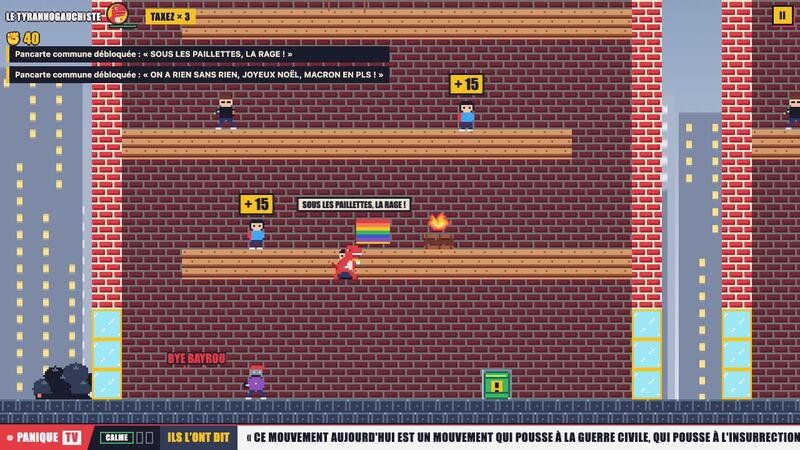 LE TYRANNOGAUCHISTE
TAXEZ × 3
40
Pancarte commune débloquée : « SOUS LES PAILLETTES, LA RAGE ! »
Pancarte commune débloquée : « ON A RIEN SANS RIEN, JOYEUX NOËL, MACRON EN PLS ! »
+ 15
+ 15
SOUS LES PAILLETTES, LA RAGE !
BYE BAYROU
!
PANIQUE TV
CALME
ILS L'ONT DIT
« CE MOUVEMENT AUJOURD'HUI EST UN MOUVEMENT QUI POUSSE À LA GUERRE CIVILE, QUI POUSSE À L'INSURRECTION